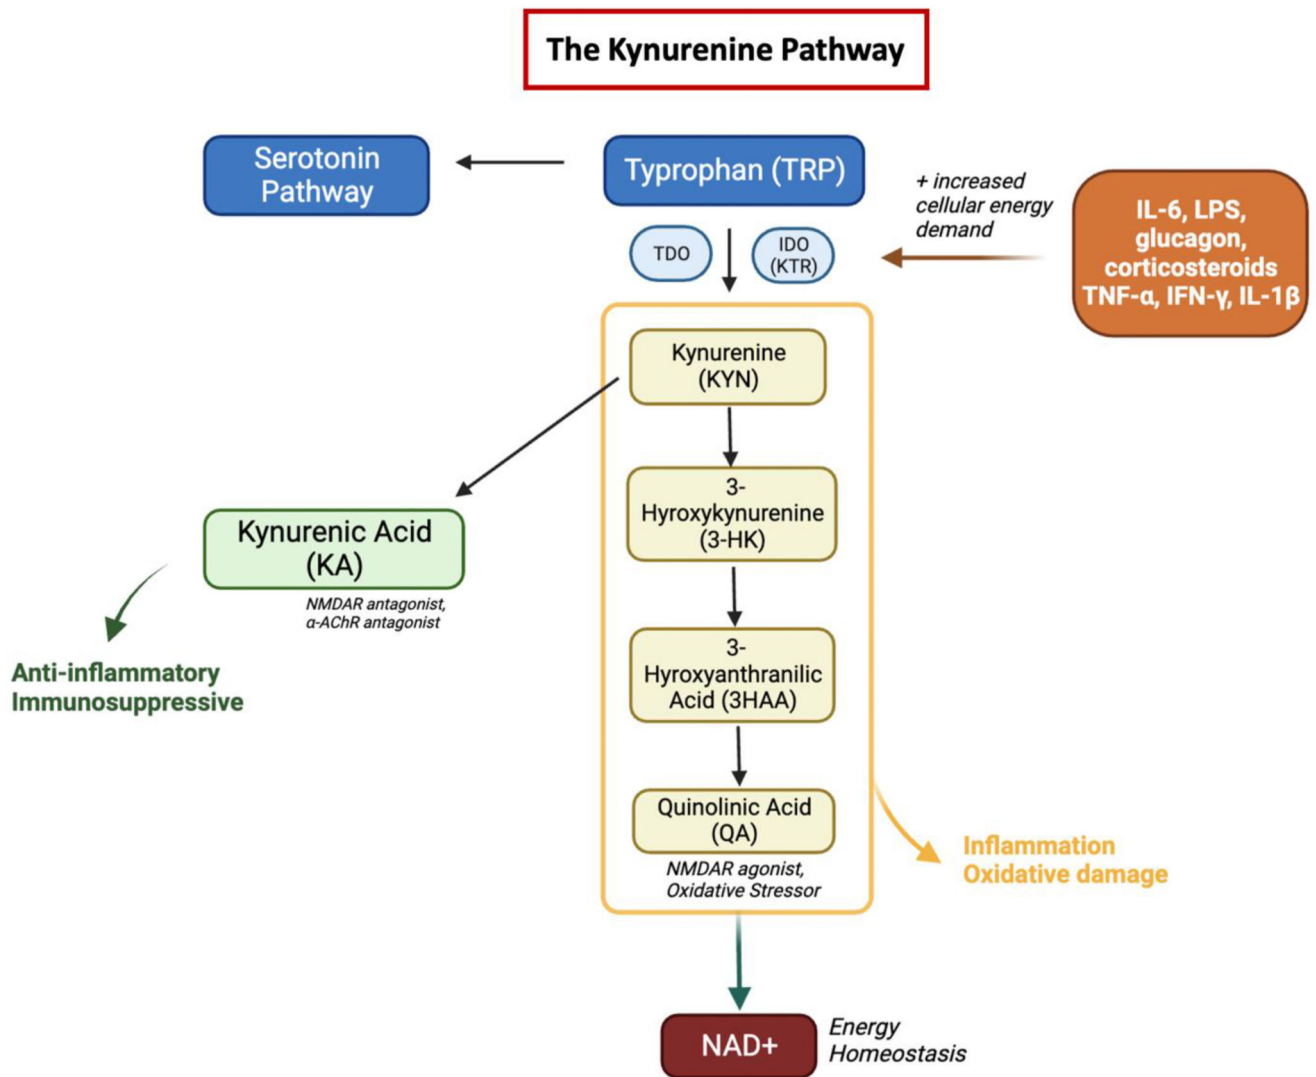 The Kynurenine Pathway
Serotonin
Pathway
Typrophan (TRP)
+ increased
cellular energy
demand
IL-6, LPS,
glucagon,
corticosteroids
TNF-α, IFN-γ, IL-1β
TDO
IDO
(KTR)
Kynurenine
(KYN)
3-
Hyroxykynurenine
(3-HK)
Kynurenic Acid
(KA)
NMDAR antagonist,
α-AChR antagonist
Anti-inflammatory
Immunosuppressive
3-
Hyroxyanthranilic
Acid (3HAA)
Quinolinic Acid
(QA)
NMDAR agonist,
Oxidative Stressor
Inflammation
Oxidative damage
NAD+
Energy
Homeostasis